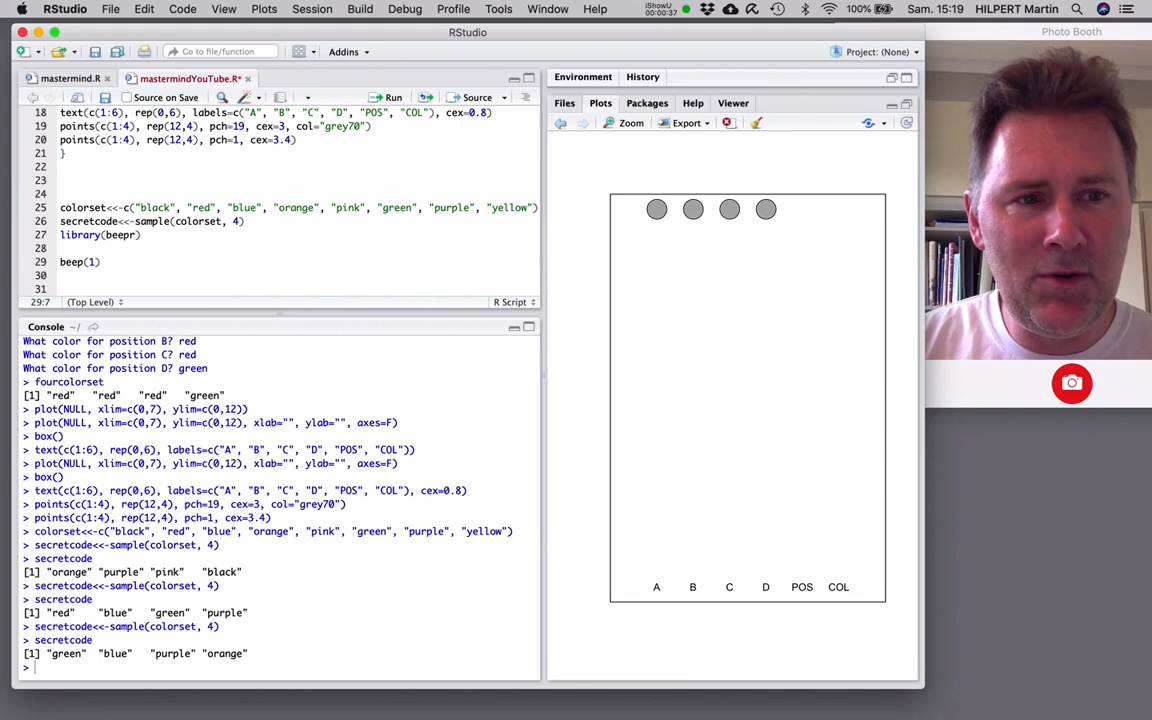 RStudio File Edit Code View Plots Session Build Debug Profile Tools Window Help iShowU 00:00:37 100% Sam. 15:19 HILPERT Martin
RStudio
Photo Booth
Go to file/function Addins Project: (None)
mastermind.R mastermindYouTube.R*
Source on Save Run Source
18 text(c(1:6), rep(0,6), labels=c("A", "B", "C", "D", "POS", "COL"), cex=0.8)
19 points(c(1:4), rep(12,4), pch=19, cex=3, col="grey70")
20 points(c(1:4), rep(12,4), pch=1, cex=3.4)
21 }
22
23
24
25 colorset<<-c("black", "red", "blue", "orange", "pink", "green", "purple", "yellow")
26 secretcode<<-sample(colorset, 4)
27 library(beepr)
28
29 beep(1)
30
31
29:7 (Top Level) R Script
Console ~/
What color for position B? red
What color for position C? red
What color for position D? green
> fourcolorset
[1] "red" "red" "red" "green"
> plot(NULL, xlim=c(0,7), ylim=c(0,12))
> plot(NULL, xlim=c(0,7), ylim=c(0,12), xlab="", ylab="", axes=F)
> box()
> text(c(1:6), rep(0,6), labels=c("A", "B", "C", "D", "POS", "COL"))
> plot(NULL, xlim=c(0,7), ylim=c(0,12), xlab="", ylab="", axes=F)
> box()
> text(c(1:6), rep(0,6), labels=c("A", "B", "C", "D", "POS", "COL"), cex=0.8)
> points(c(1:4), rep(12,4), pch=19, cex=3, col="grey70")
> points(c(1:4), rep(12,4), pch=1, cex=3.4)
> colorset<<-c("black", "red", "blue", "orange", "pink", "green", "purple", "yellow")
> secretcode<<-sample(colorset, 4)
> secretcode
[1] "orange" "purple" "pink" "black"
> secretcode<<-sample(colorset, 4)
> secretcode
[1] "red" "blue" "green" "purple"
> secretcode<<-sample(colorset, 4)
> secretcode
[1] "green" "blue" "purple" "orange"
>
Environment History
Files Plots Packages Help Viewer
Zoom Export
A B C D POS COL